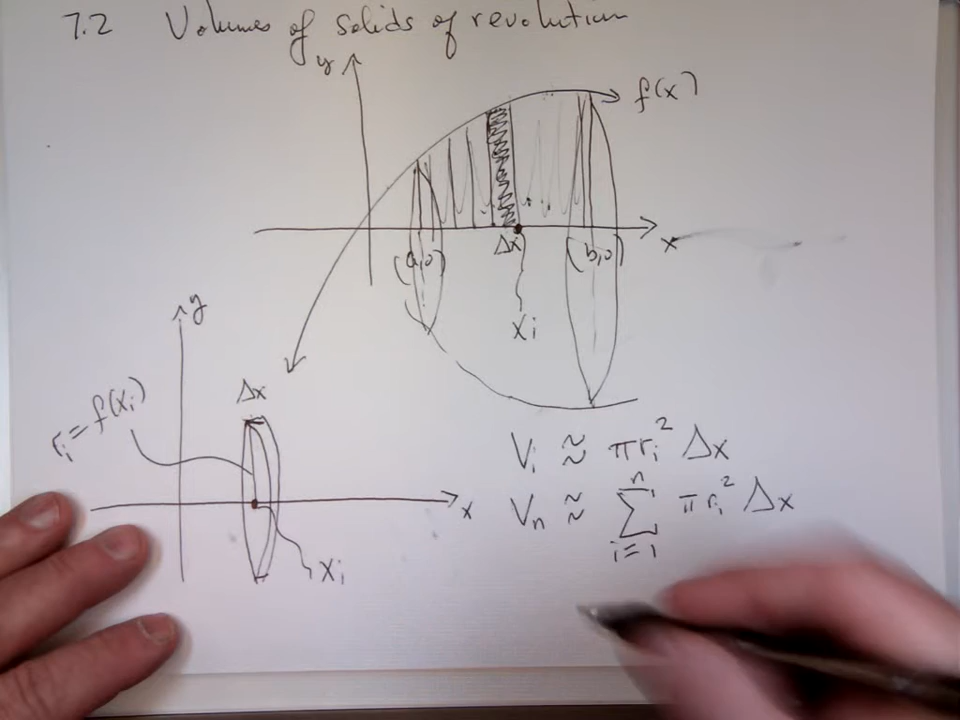 7.2 Volumes of solids of revolution
y
f(x)
x
(a,0)
Δx
(b,0)
xi
y
Δx
ri = f(xi)
x
xi
Vi ≈ πri² Δx
Vn ≈ Σ_{i=1}^{n} πri² Δx